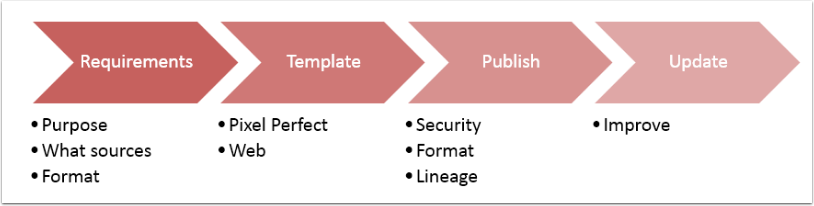 Requirements
• Purpose
• What sources
• Format
Template
• Pixel Perfect
• Web
Publish
• Security
• Format
• Lineage
Update
• Improve